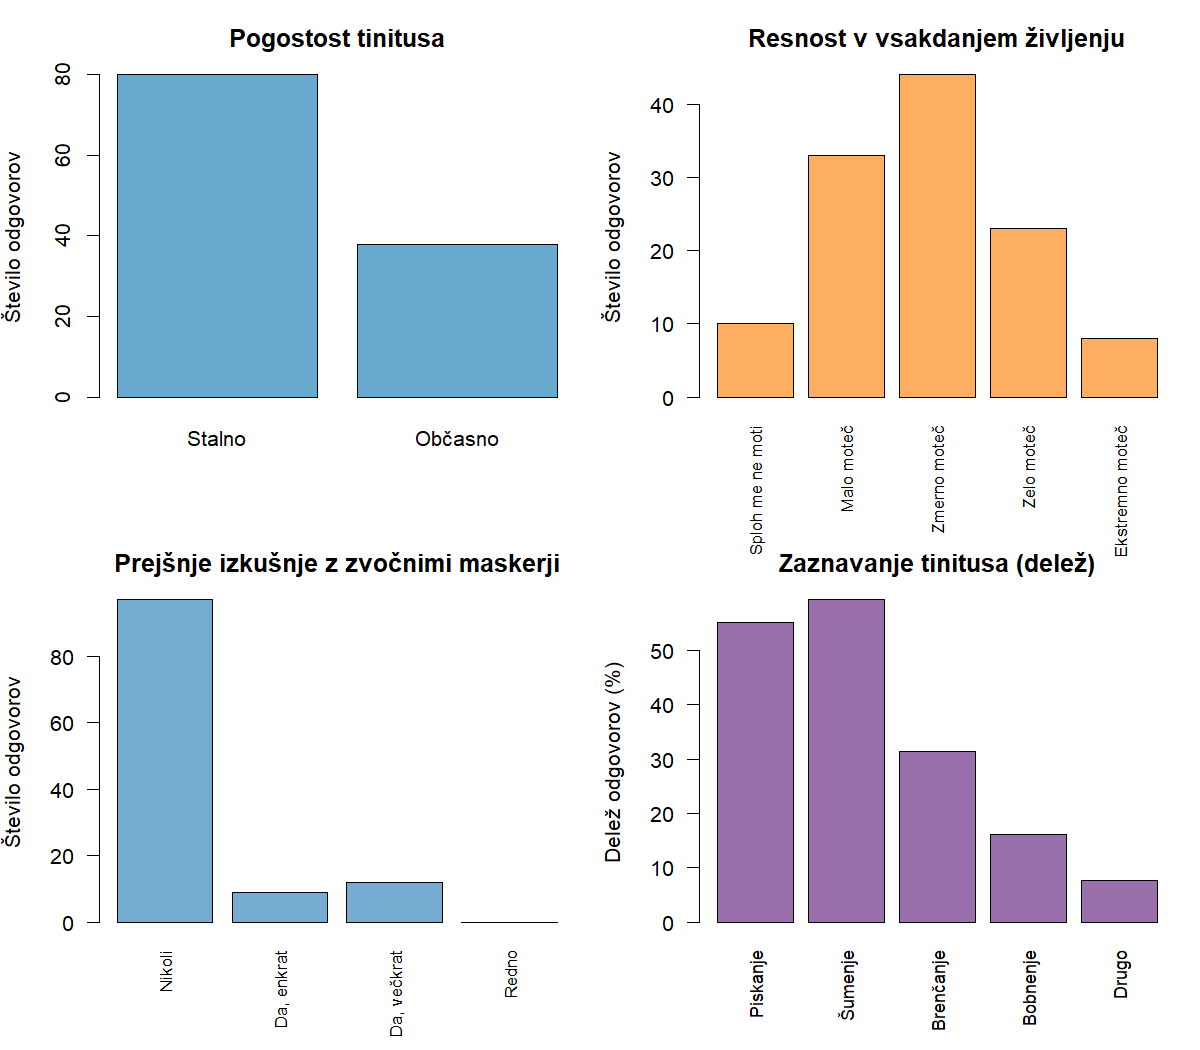 Pogostost tinitusa
Število odgovorov
80
60
40
20
0
Stalno
Občasno
Resnost v vsakdanjem življenju
Število odgovorov
40
30
20
10
0
Sploh me ne moti
Malo moteč
Zmerno moteč
Zelo moteč
Ekstremno moteč
Prejšnje izkušnje z zvočnimi maskerji
Število odgovorov
80
60
40
20
0
Nikoli
Da, enkrat
Da, večkrat
Redno
Zaznavanje tinitusa (delež)
Delež odgovorov (%)
50
40
30
20
10
0
Piskanje
Šumenje
Brenčanje
Bobnenje
Drugo